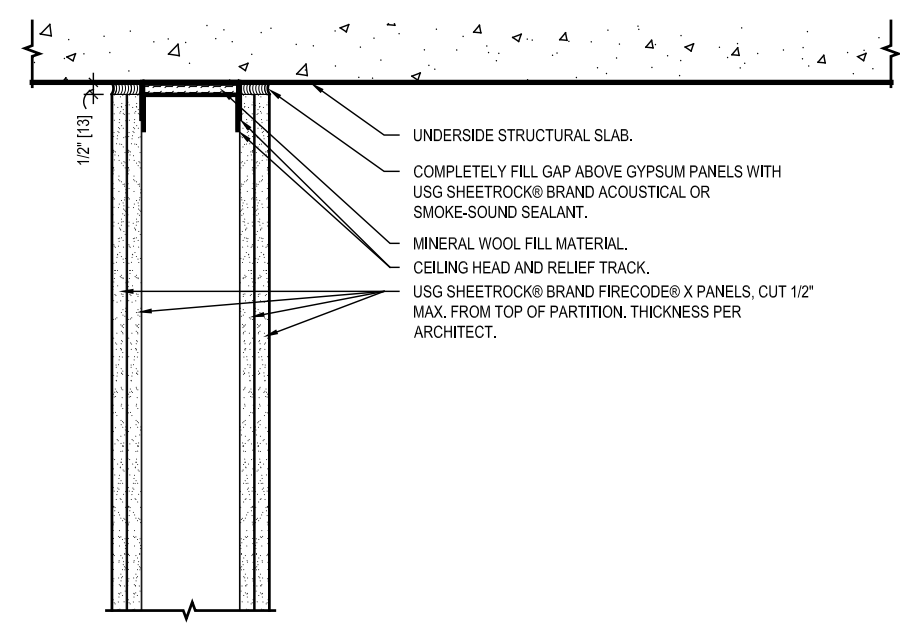 1/2" [13]
UNDERSIDE STRUCTURAL SLAB.
COMPLETELY FILL GAP ABOVE GYPSUM PANELS WITH
USG SHEETROCK® BRAND ACOUSTICAL OR
SMOKE-SOUND SEALANT.
MINERAL WOOL FILL MATERIAL.
CEILING HEAD AND RELIEF TRACK.
USG SHEETROCK® BRAND FIRECODE® X PANELS, CUT 1/2"
MAX. FROM TOP OF PARTITION. THICKNESS PER
ARCHITECT.